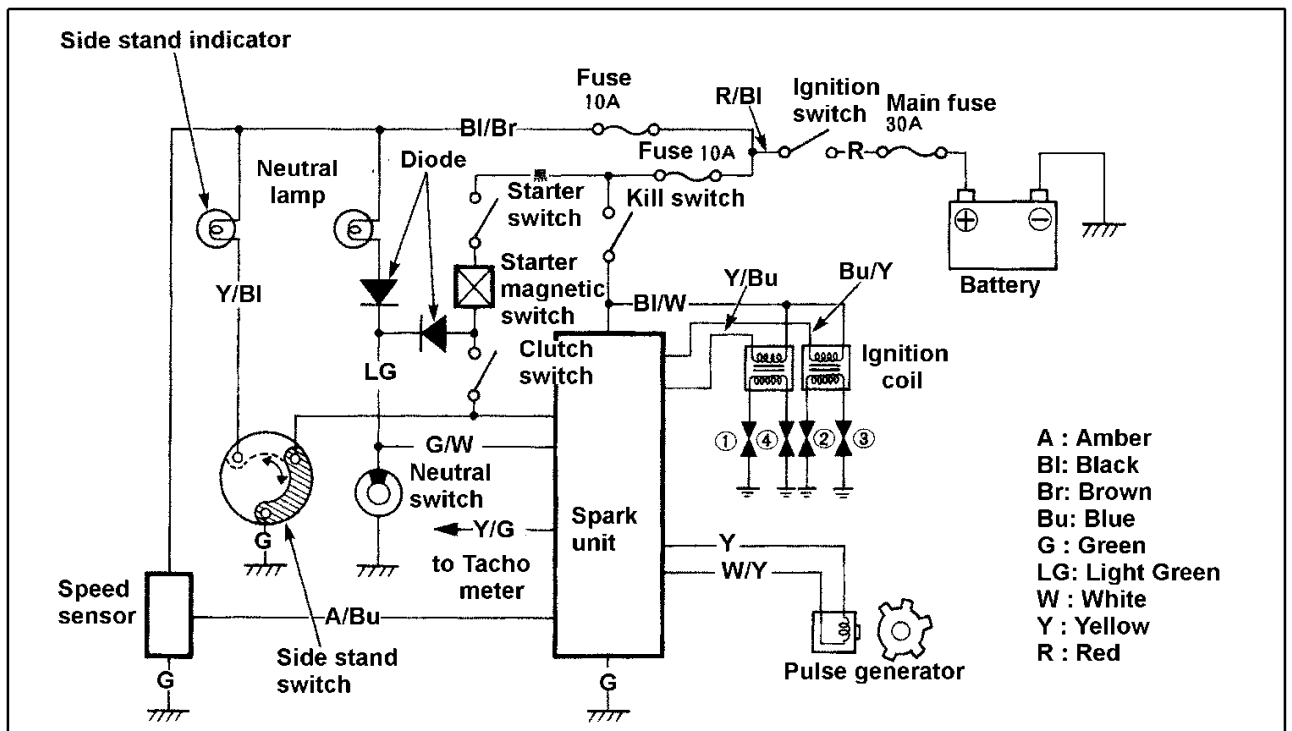 Side stand indicator
Fuse
10A
R/Bl
Ignition
switch
Main fuse
30A
Bl/Br
Neutral
lamp
Diode
黒
Starter
switch
Fuse 10A
Kill switch
R
Battery
Y/Bl
Starter
magnetic
switch
Bl/W
Y/Bu
Bu/Y
LG
Clutch
switch
Ignition
coil
G/W
Neutral
switch
① ④ ② ③
G
Y/G
to Tacho
meter
Spark
unit
Y
W/Y
Speed
sensor
A/Bu
Side stand
switch
G
G
Pulse generator
A : Amber
Bl: Black
Br: Brown
Bu: Blue
G : Green
LG: Light Green
W : White
Y : Yellow
R : Red